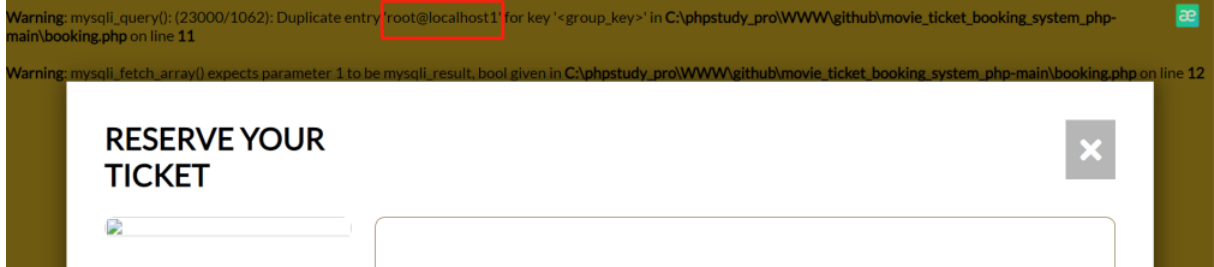 Warning: mysqli_query(): (23000/1062): Duplicate entry 'root@localhost1' for key '<group_key>' in C:\phpstudy_pro\WWW\github\movie_ticket_booking_system_php-
main\booking.php on line 11
Warning: mysqli_fetch_array() expects parameter 1 to be mysqli_result, bool given in C:\phpstudy_pro\WWW\github\movie_ticket_booking_system_php-main\booking.php on line 12
RESERVE YOUR
TICKET
æ